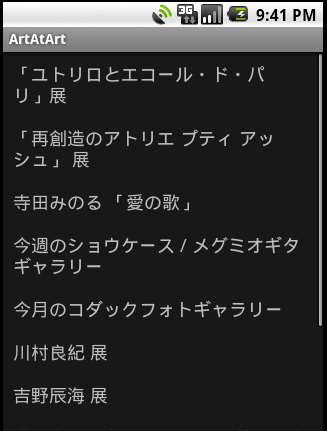 3G 9:41 PM
ArtAtArt
「ユトリロとエコール・ド・パ
リ」展
「再創造のアトリエ プティ アッ
シュ」 展
寺田みのる 「愛の歌」
今週のショウケース / メグミオギタ
ギャラリー
今月のコダックフォトギャラリー
川村良紀 展
吉野辰海 展